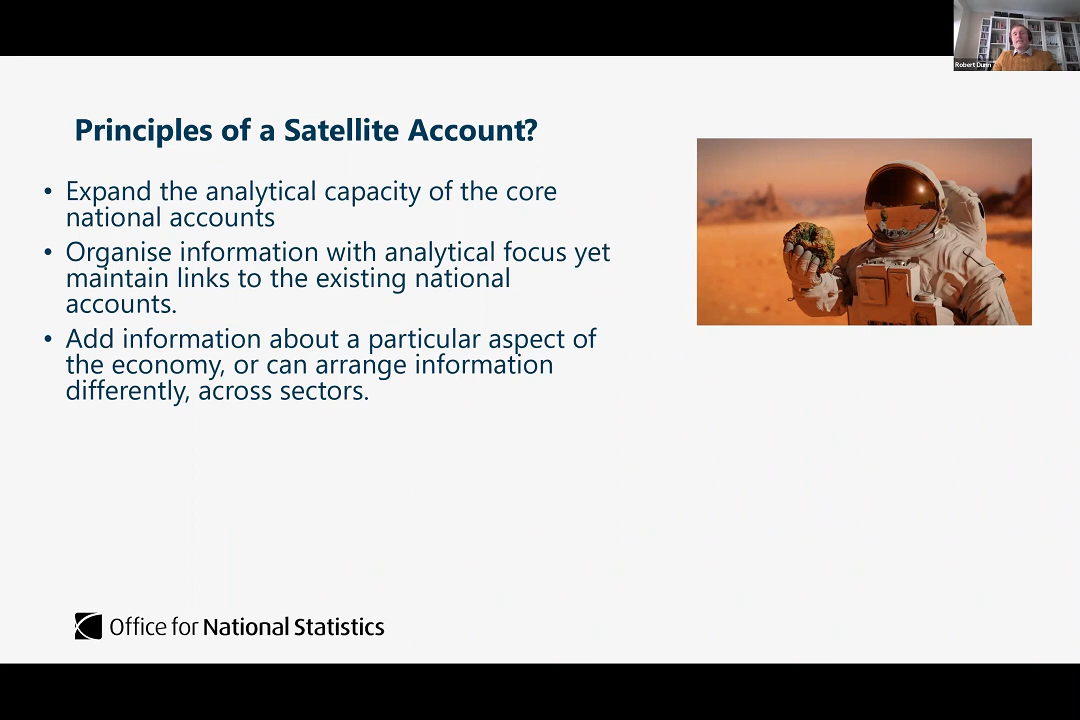 Robert Dunn
Principles of a Satellite Account?
• Expand the analytical capacity of the core
national accounts
• Organise information with analytical focus yet
maintain links to the existing national
accounts.
• Add information about a particular aspect of
the economy, or can arrange information
differently, across sectors.
Office for National Statistics